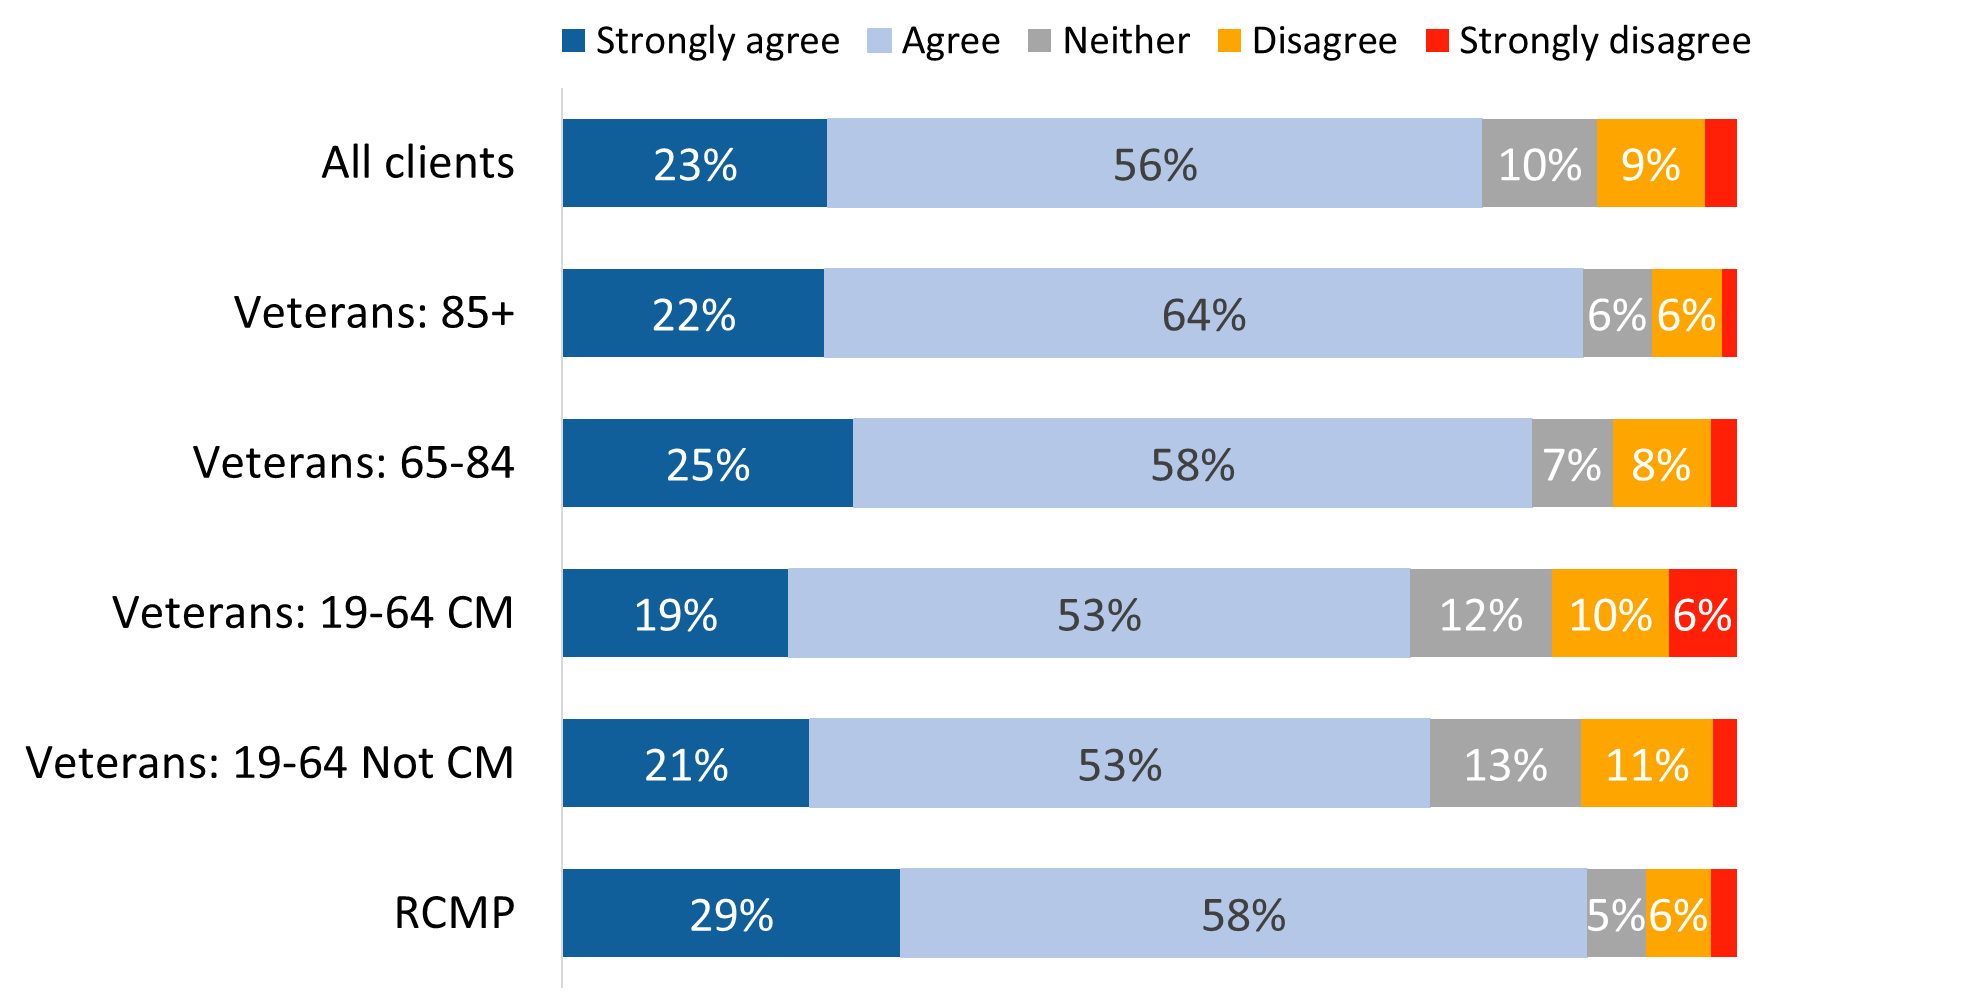 Strongly agree Agree Neither Disagree Strongly disagree
All clients 23% 56% 10% 9%
Veterans: 85+ 22% 64% 6% 6%
Veterans: 65-84 25% 58% 7% 8%
Veterans: 19-64 CM 19% 53% 12% 10% 6%
Veterans: 19-64 Not CM 21% 53% 13% 11%
RCMP 29% 58% 5% 6%